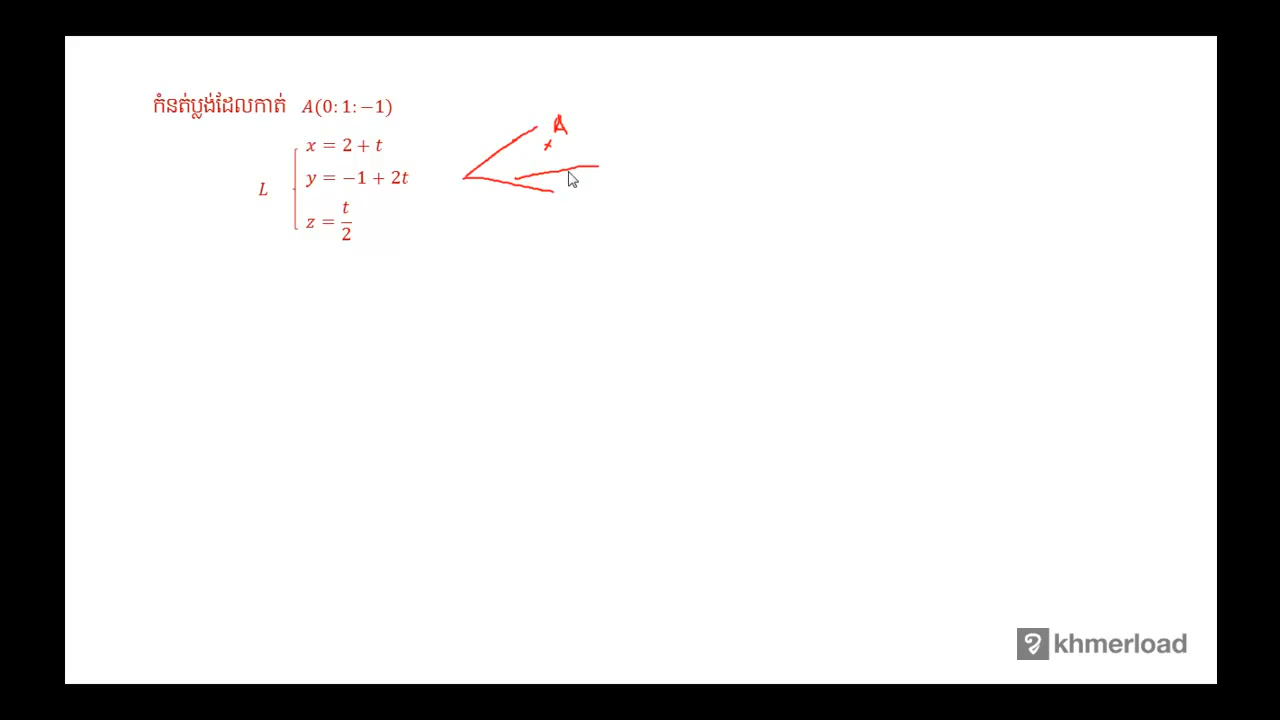 កំនត់ប្លង់ដែលកាត់ A(0: 1: −1)
x = 2 + t
L y = −1 + 2t
z = t/2
A
khmerload